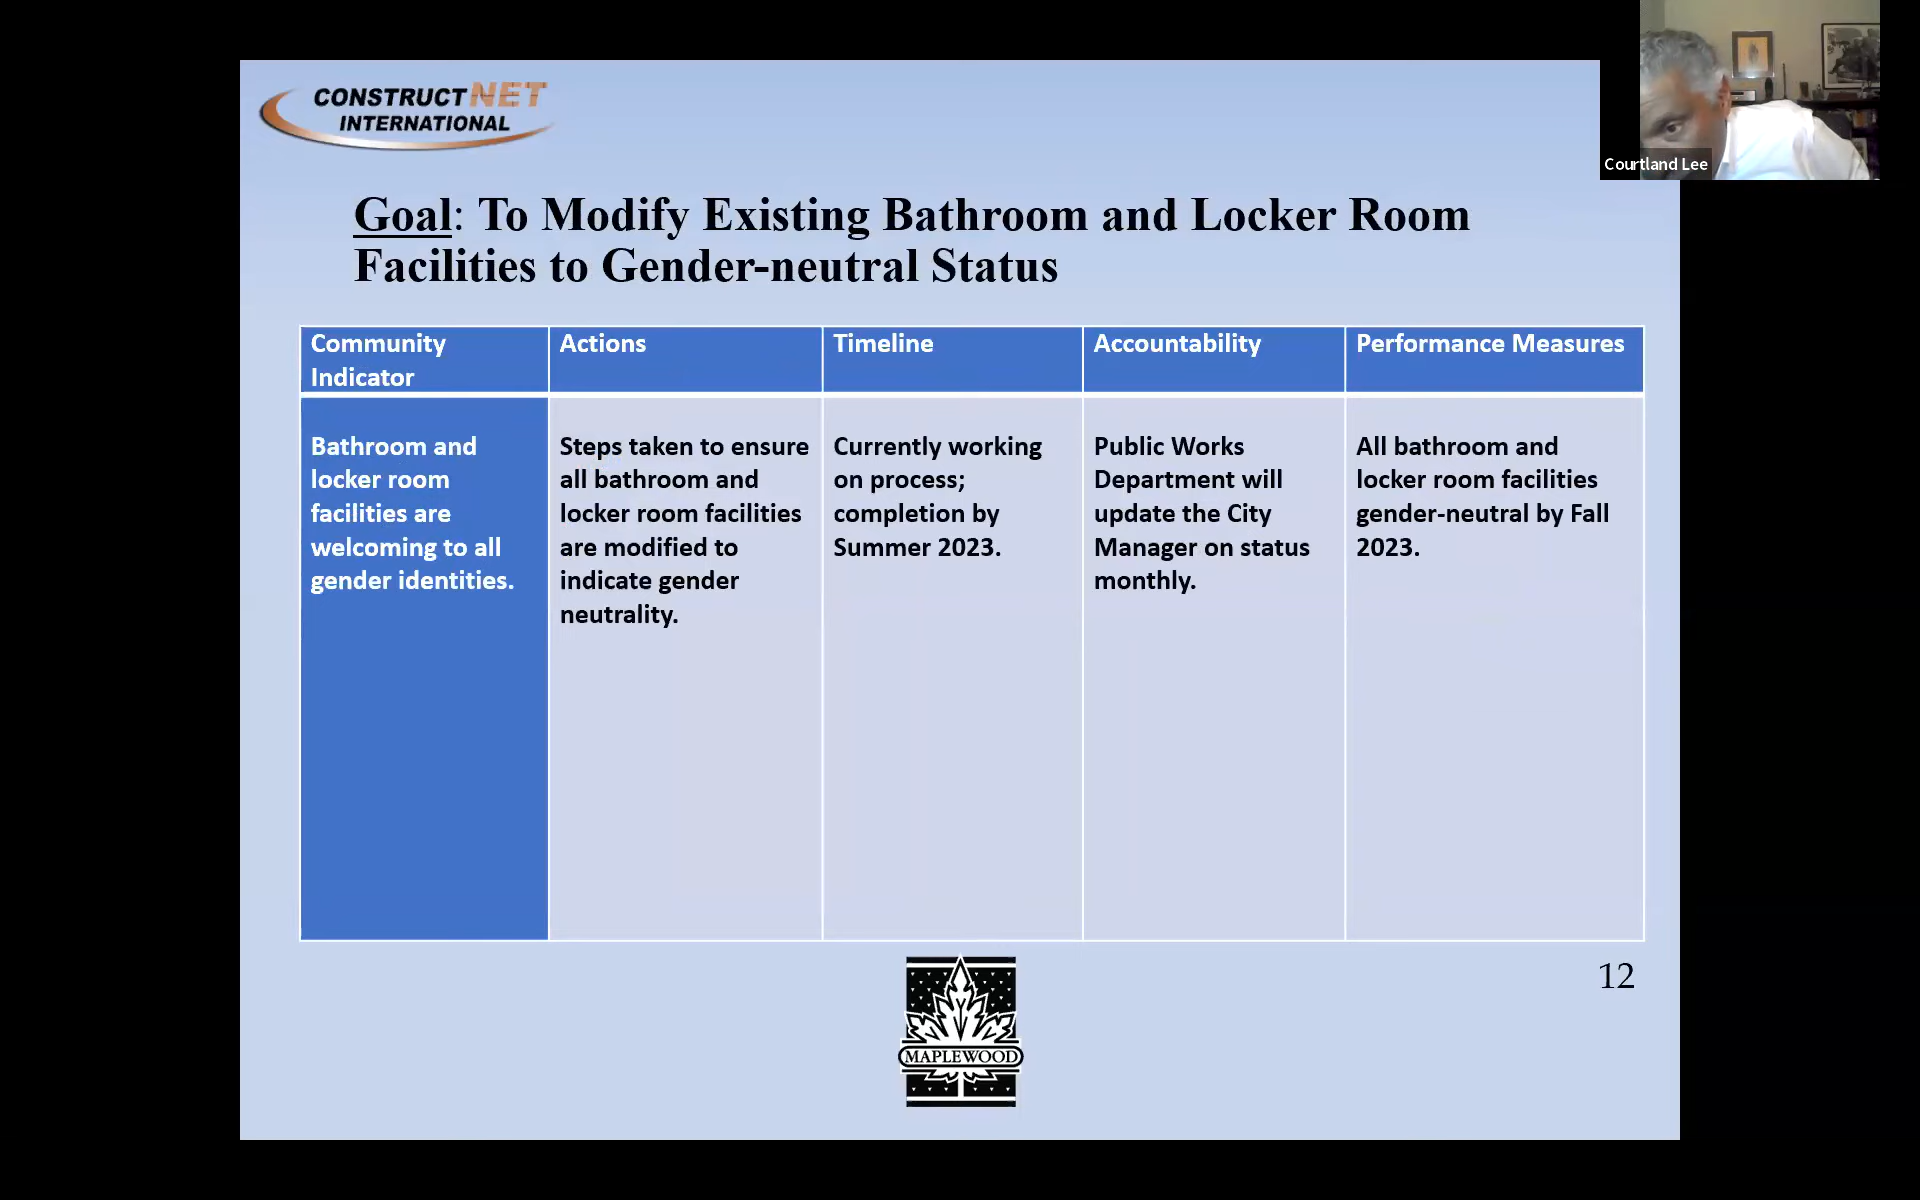 CONSTRUCTNET
INTERNATIONAL
Courtland Lee
Goal: To Modify Existing Bathroom and Locker Room
Facilities to Gender-neutral Status
Community
Indicator
Actions
Timeline
Accountability
Performance Measures
Bathroom and
locker room
facilities are
welcoming to all
gender identities.
Steps taken to ensure
all bathroom and
locker room facilities
are modified to
indicate gender
neutrality.
Currently working
on process;
completion by
Summer 2023.
Public Works
Department will
update the City
Manager on status
monthly.
All bathroom and
locker room facilities
gender-neutral by Fall
2023.
MAPLEWOOD
12